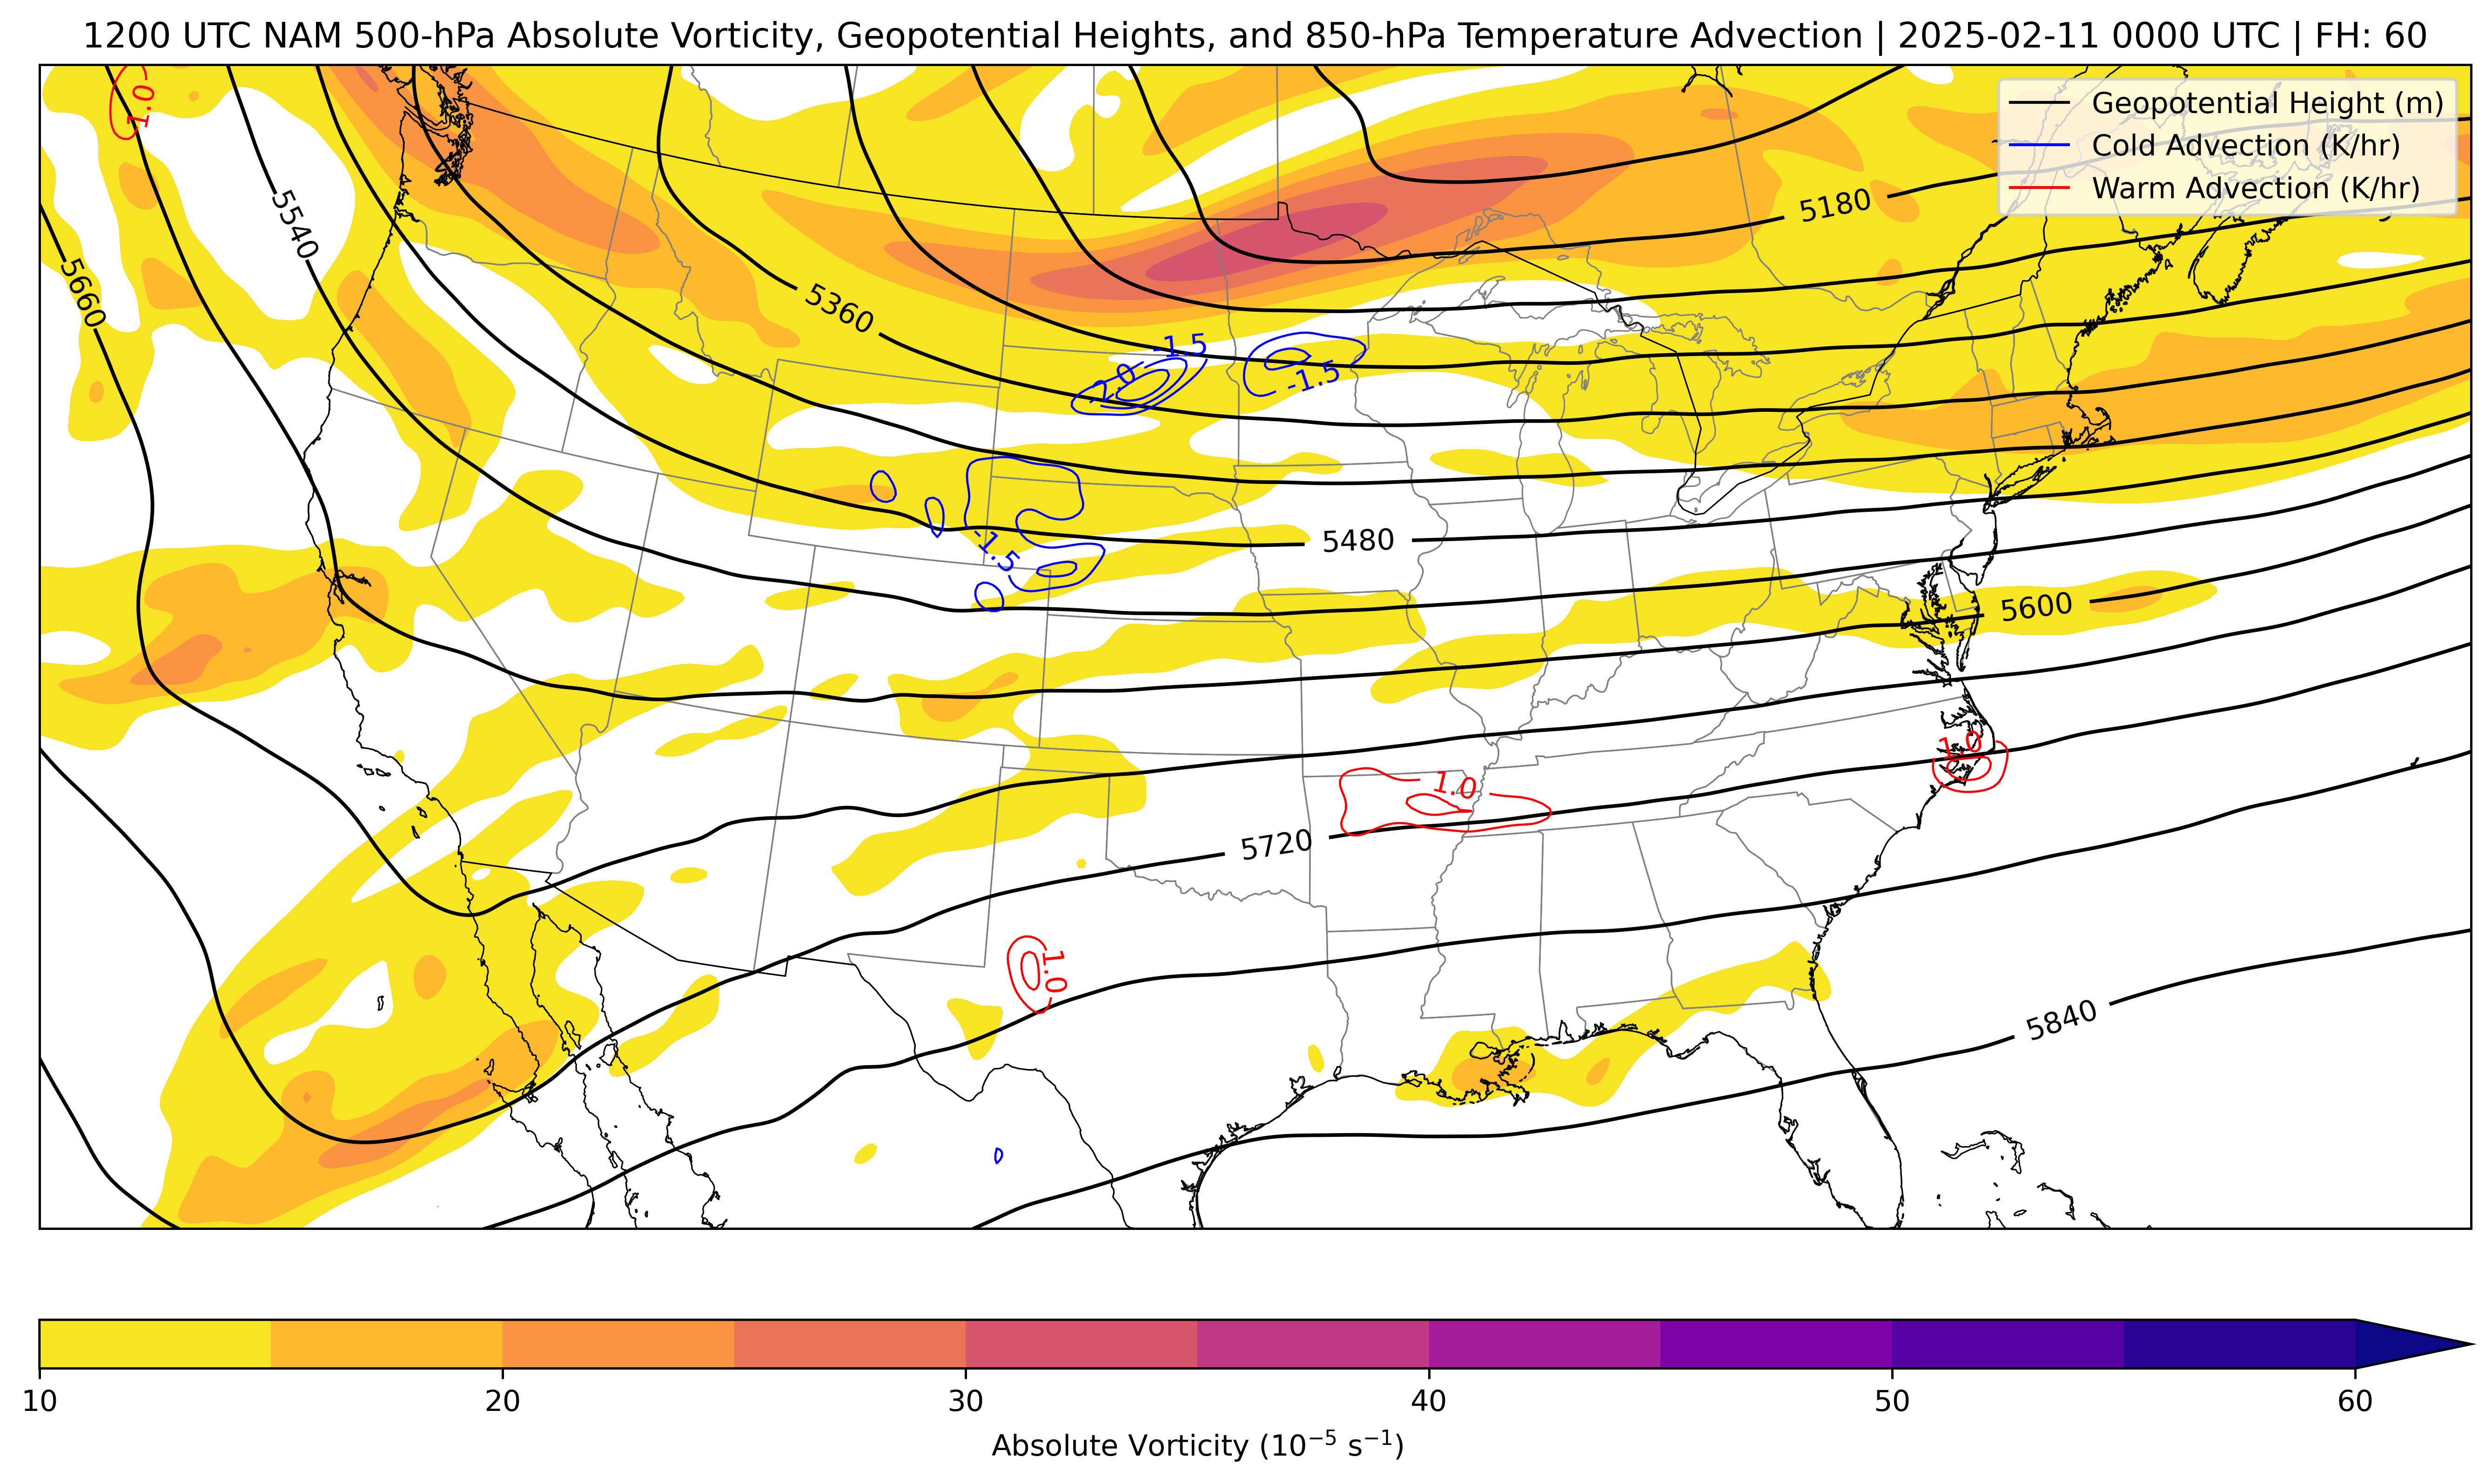 1200 UTC NAM 500-hPa Absolute Vorticity, Geopotential Heights, and 850-hPa Temperature Advection | 2025-02-11 0000 UTC | FH: 60
Geopotential Height (m)
Cold Advection (K/hr)
Warm Advection (K/hr)
1.0
5540
5180
5660
5360
-1.5
-2.0
-1.5
5480
-1.5
5600
1.0
1.0
5720
1.0
5840
10 20 30 40 50 60
Absolute Vorticity (10⁻⁵ s⁻¹)